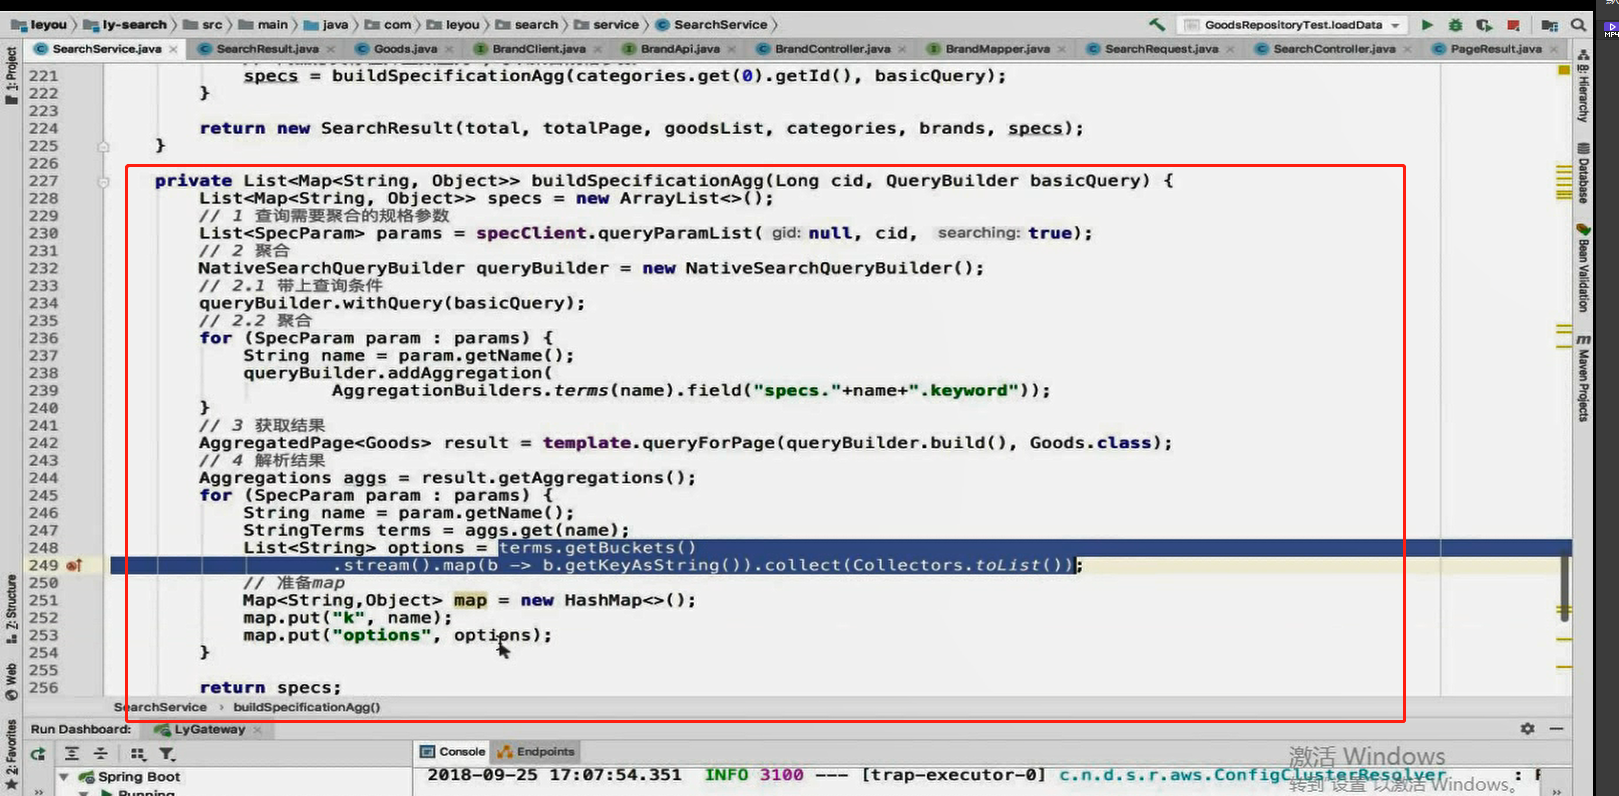 leyou ly-search src main java com leyou search service SearchService GoodsRepositoryTest.loadData
SearchService.java SearchResult.java Goods.java BrandClient.java BrandApi.java BrandController.java BrandMapper.java SearchRequest.java SearchController.java PageResult.java
221 specs = buildSpecificationAgg(categories.get(0).getId(), basicQuery);
222 }
223
224 return new SearchResult(total, totalPage, goodsList, categories, brands, specs);
225 }
226
227 private List<Map<String, Object>> buildSpecificationAgg(Long cid, QueryBuilder basicQuery) {
228 List<Map<String, Object>> specs = new ArrayList<>();
229 // 1 查询需要聚合的规格参数
230 List<SpecParam> params = specClient.queryParamList( gid: null, cid, searching: true);
231 // 2 聚合
232 NativeSearchQueryBuilder queryBuilder = new NativeSearchQueryBuilder();
233 // 2.1 带上查询条件
234 queryBuilder.withQuery(basicQuery);
235 // 2.2 聚合
236 for (SpecParam param : params) {
237 String name = param.getName();
238 queryBuilder.addAggregation(
239 AggregationBuilders.terms(name).field("specs."+name+".keyword"));
240 }
241 // 3 获取结果
242 AggregatedPage<Goods> result = template.queryForPage(queryBuilder.build(), Goods.class);
243 // 4 解析结果
244 Aggregations aggs = result.getAggregations();
245 for (SpecParam param : params) {
246 String name = param.getName();
247 StringTerms terms = aggs.get(name);
248 List<String> options = terms.getBuckets()
249 .stream().map(b -> b.getKeyAsString()).collect(Collectors.toList());
250 // 准备map
251 Map<String,Object> map = new HashMap<>();
252 map.put("k", name);
253 map.put("options", options);
254 }
255
256 return specs;
SearchService › buildSpecificationAgg()
Run Dashboard: LyGateway
Console Endpoints
Spring Boot
Running
2018-09-25 17:07:54.351 INFO 3100 --- [trap-executor-0] c.n.d.s.r.aws.ConfigClusterResolver :
激活 Windows
转到"设置"以激活 Windows。
1: Project
Z: Structure
Web
2: Favorites
8: Hierarchy
Database
Bean Validation
Maven Projects
MP4